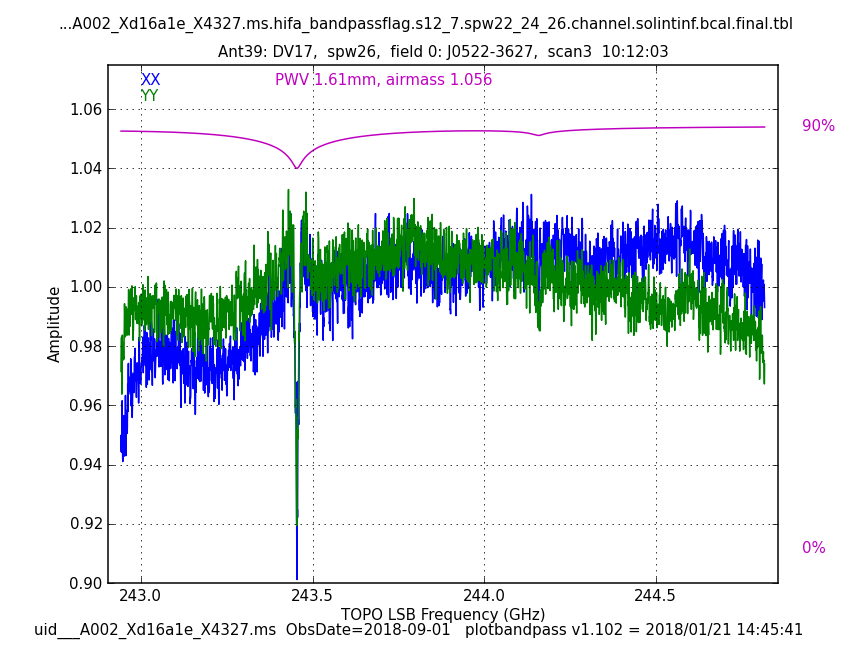 ...A002_Xd16a1e_X4327.ms.hifa_bandpassflag.s12_7.spw22_24_26.channel.solintinf.bcal.final.tbl
Ant39: DV17, spw26, field 0: J0522-3627, scan3 10:12:03
XX
PWV 1.61mm, airmass 1.056
YY
1.06
90%
1.04
1.02
1.00
Amplitude
0.98
0.96
0.94
0.92
0%
0.90
243.0 243.5 244.0 244.5
TOPO LSB Frequency (GHz)
uid___A002_Xd16a1e_X4327.ms ObsDate=2018-09-01 plotbandpass v1.102 = 2018/01/21 14:45:41